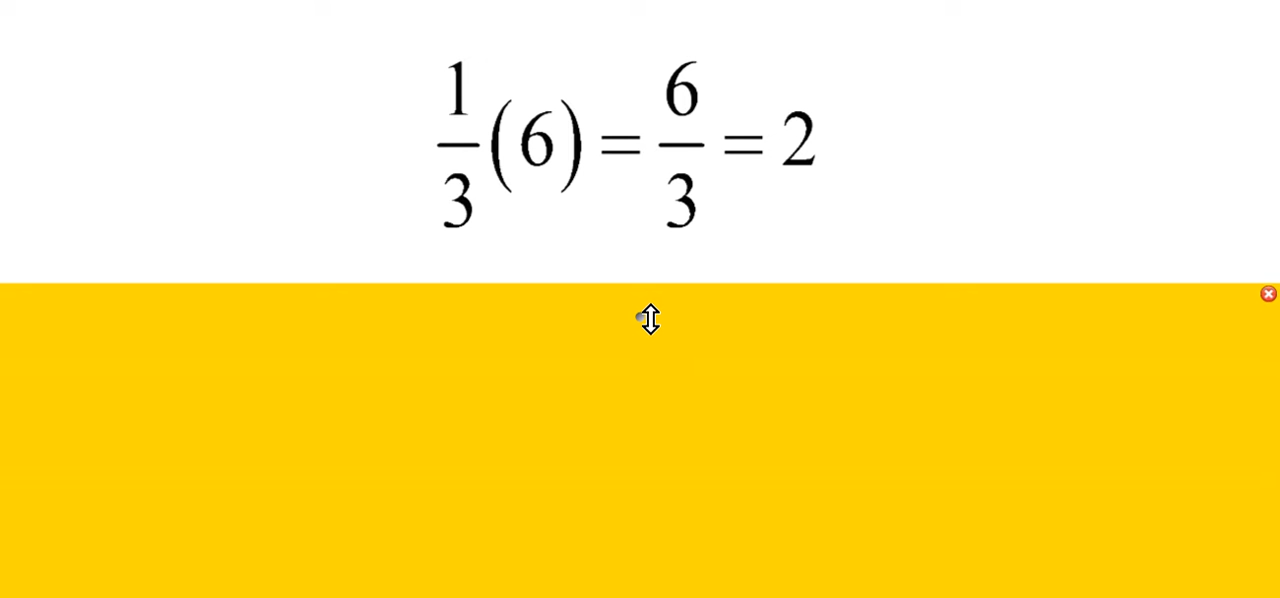 1/3(6) = 6/3 = 2